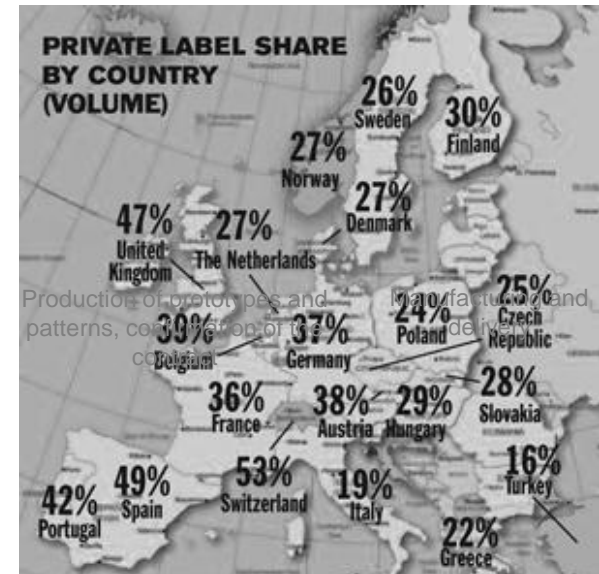 PRIVATE LABEL SHARE
BY COUNTRY
(VOLUME)
26%
Sweden
30%
Finland
27%
Norway
27%
Denmark
47%
United
Kingdom
27%
The Netherlands
25%
Czech
Republic
24%
Poland
Production of prototypes and
patterns, confirmation of the
contract
Manufacturing and
delivery
39%
Belgium
37%
Germany
28%
Slovakia
36%
France
38%
Austria
29%
Hungary
53%
Switzerland
19%
Italy
16%
Turkey
49%
Spain
42%
Portugal
22%
Greece